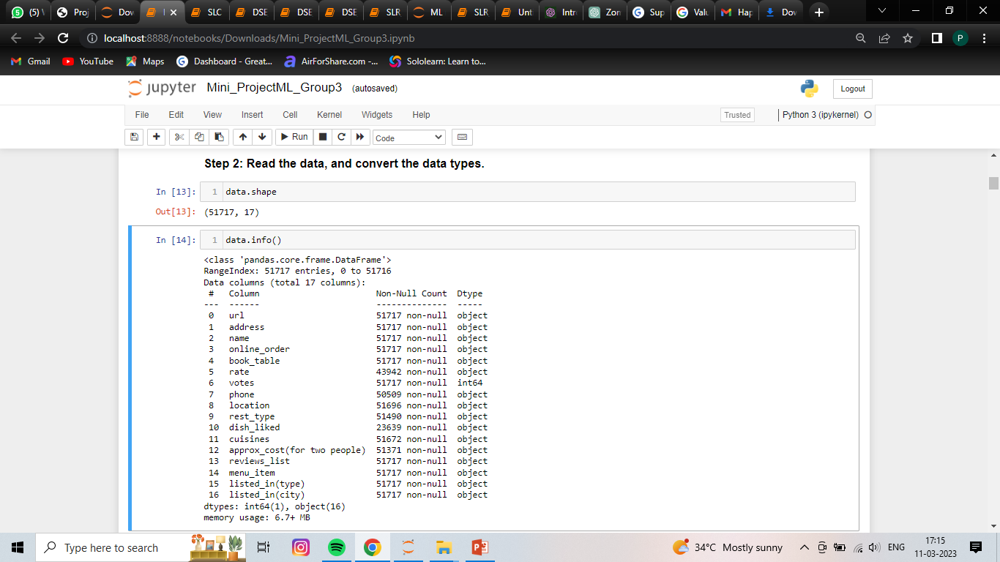 (5) \
Proj
Dow
SLC
DSE
DSE
DSE
SLR
ML
SLR
Unt
Intro
Zom
Sup
Valu
Hap
Dow
localhost:8888/notebooks/Downloads/Mini_ProjectML_Group3.ipynb
P
Gmail
YouTube
Maps
Dashboard - Great...
AirForShare.com -...
Sololearn: Learn to...
jupyter Mini_ProjectML_Group3 (autosaved)
Logout
File Edit View Insert Cell Kernel Widgets Help
Trusted
Python 3 (ipykernel)
Run
Code
Step 2: Read the data, and convert the data types.
In [13]: 1 data.shape
Out[13]: (51717, 17)
In [14]: 1 data.info()
<class 'pandas.core.frame.DataFrame'>
RangeIndex: 51717 entries, 0 to 51716
Data columns (total 17 columns):
# Column Non-Null Count Dtype
--- ------ -------------- -----
0 url 51717 non-null object
1 address 51717 non-null object
2 name 51717 non-null object
3 online_order 51717 non-null object
4 book_table 51717 non-null object
5 rate 43942 non-null object
6 votes 51717 non-null int64
7 phone 50509 non-null object
8 location 51696 non-null object
9 rest_type 51490 non-null object
10 dish_liked 23639 non-null object
11 cuisines 51672 non-null object
12 approx_cost(for two people) 51371 non-null object
13 reviews_list 51717 non-null object
14 menu_item 51717 non-null object
15 listed_in(type) 51717 non-null object
16 listed_in(city) 51717 non-null object
dtypes: int64(1), object(16)
memory usage: 6.7+ MB
Type here to search
34°C Mostly sunny
ENG
17:15
11-03-2023